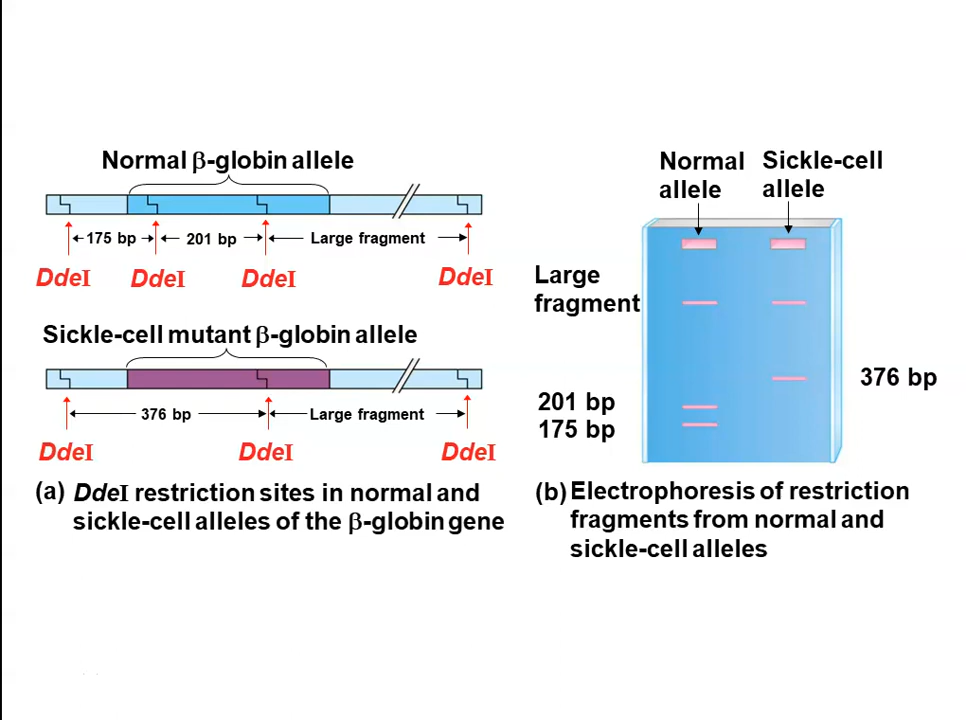 Normal β-globin allele
175 bp
201 bp
Large fragment
DdeI
DdeI
DdeI
DdeI
Sickle-cell mutant β-globin allele
376 bp
Large fragment
DdeI
DdeI
DdeI
(a) DdeI restriction sites in normal and
sickle-cell alleles of the β-globin gene
Normal
allele
Sickle-cell
allele
Large
fragment
376 bp
201 bp
175 bp
(b) Electrophoresis of restriction
fragments from normal and
sickle-cell alleles